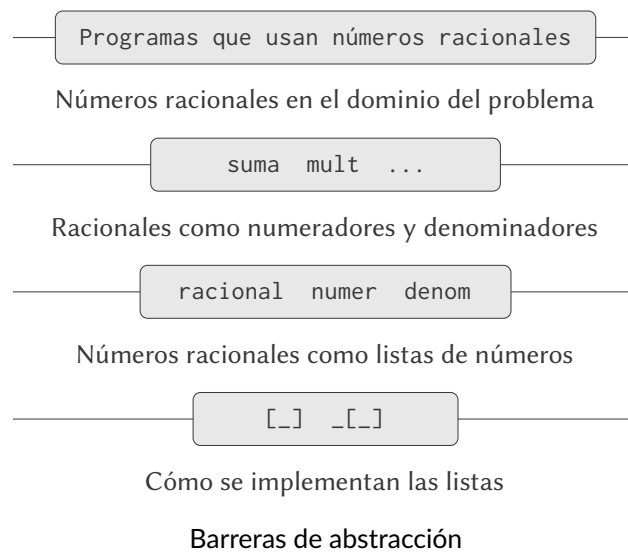 Programas que usan números racionales
Números racionales en el dominio del problema
suma mult ...
Racionales como numeradores y denominadores
racional numer denom
Números racionales como listas de números
[_] _[_]
Cómo se implementan las listas
Barreras de abstracción